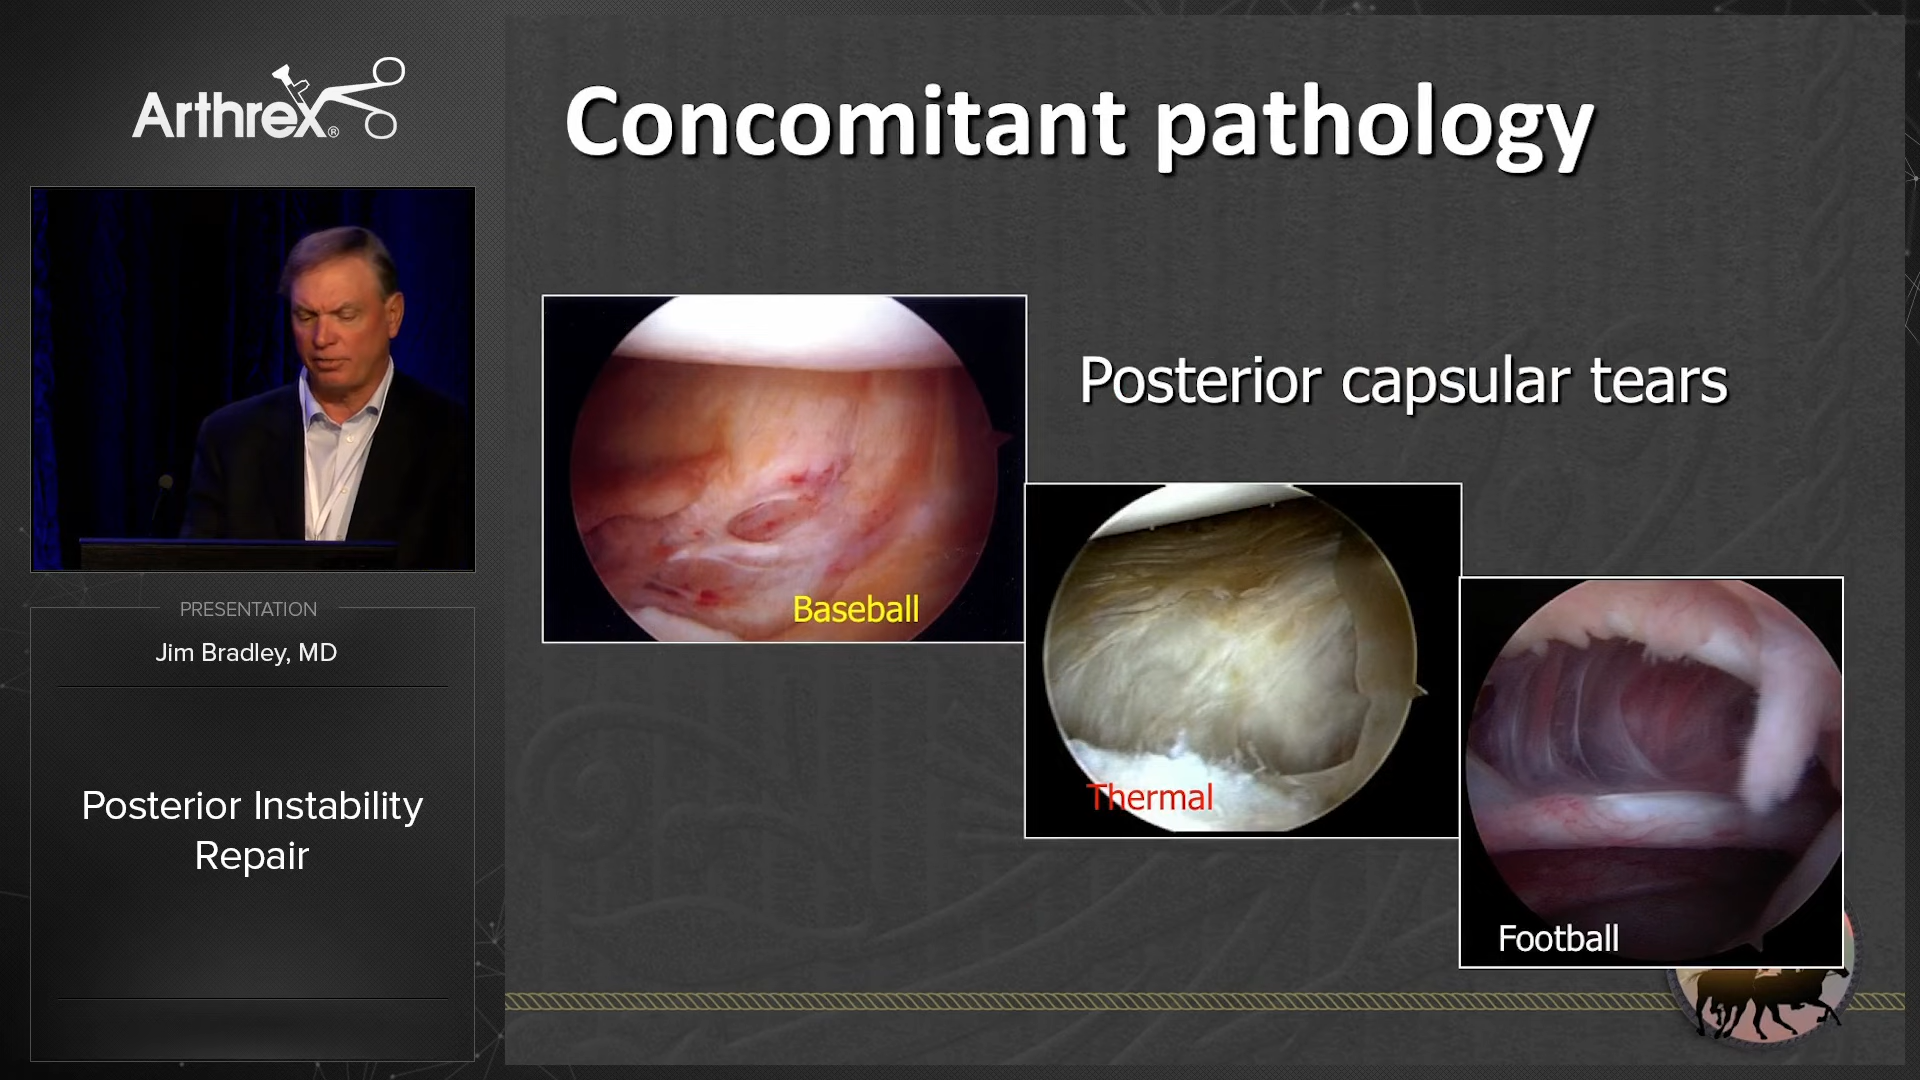 Arthrex®
PRESENTATION
Jim Bradley, MD
Posterior Instability
Repair
Concomitant pathology
Posterior capsular tears
Baseball
Thermal
Football